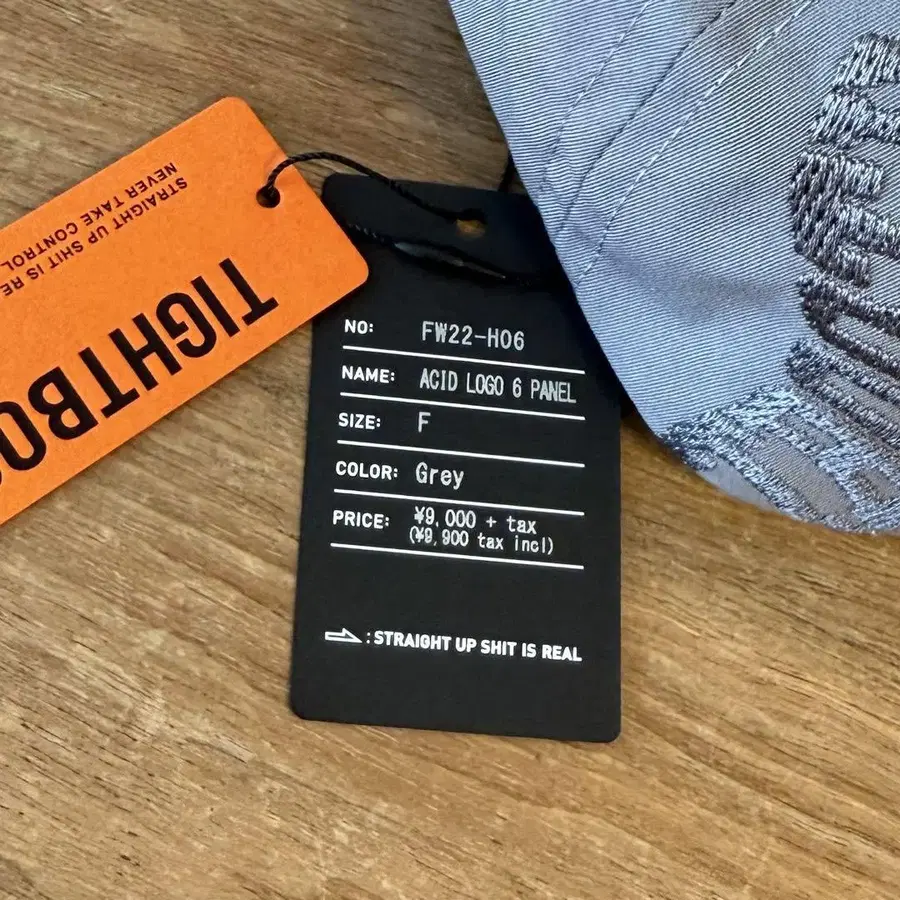 STRAIGHT UP SHIT IS RE
NEVER TAKE CONTROL
TIGHTBO
NO: FW22-H06
NAME: ACID LOGO 6 PANEL
SIZE: F
COLOR: Grey
PRICE: ¥9,000 + tax
(¥9,900 tax incl)
: STRAIGHT UP SHIT IS REAL